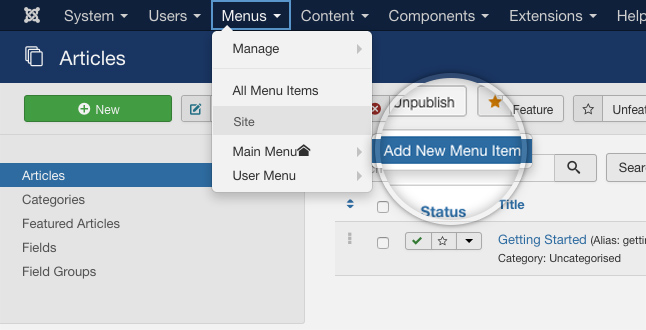 System Users Menus Content Components Extensions Help
Articles
Manage
New
All Menu Items
Unpublish
Feature
Unfeat
Site
Main Menu
Add New Menu Item
User Menu
Articles
Categories
Featured Articles
Fields
Field Groups
Sear
Status
Title
Getting Started (Alias: getti
Category: Uncategorised